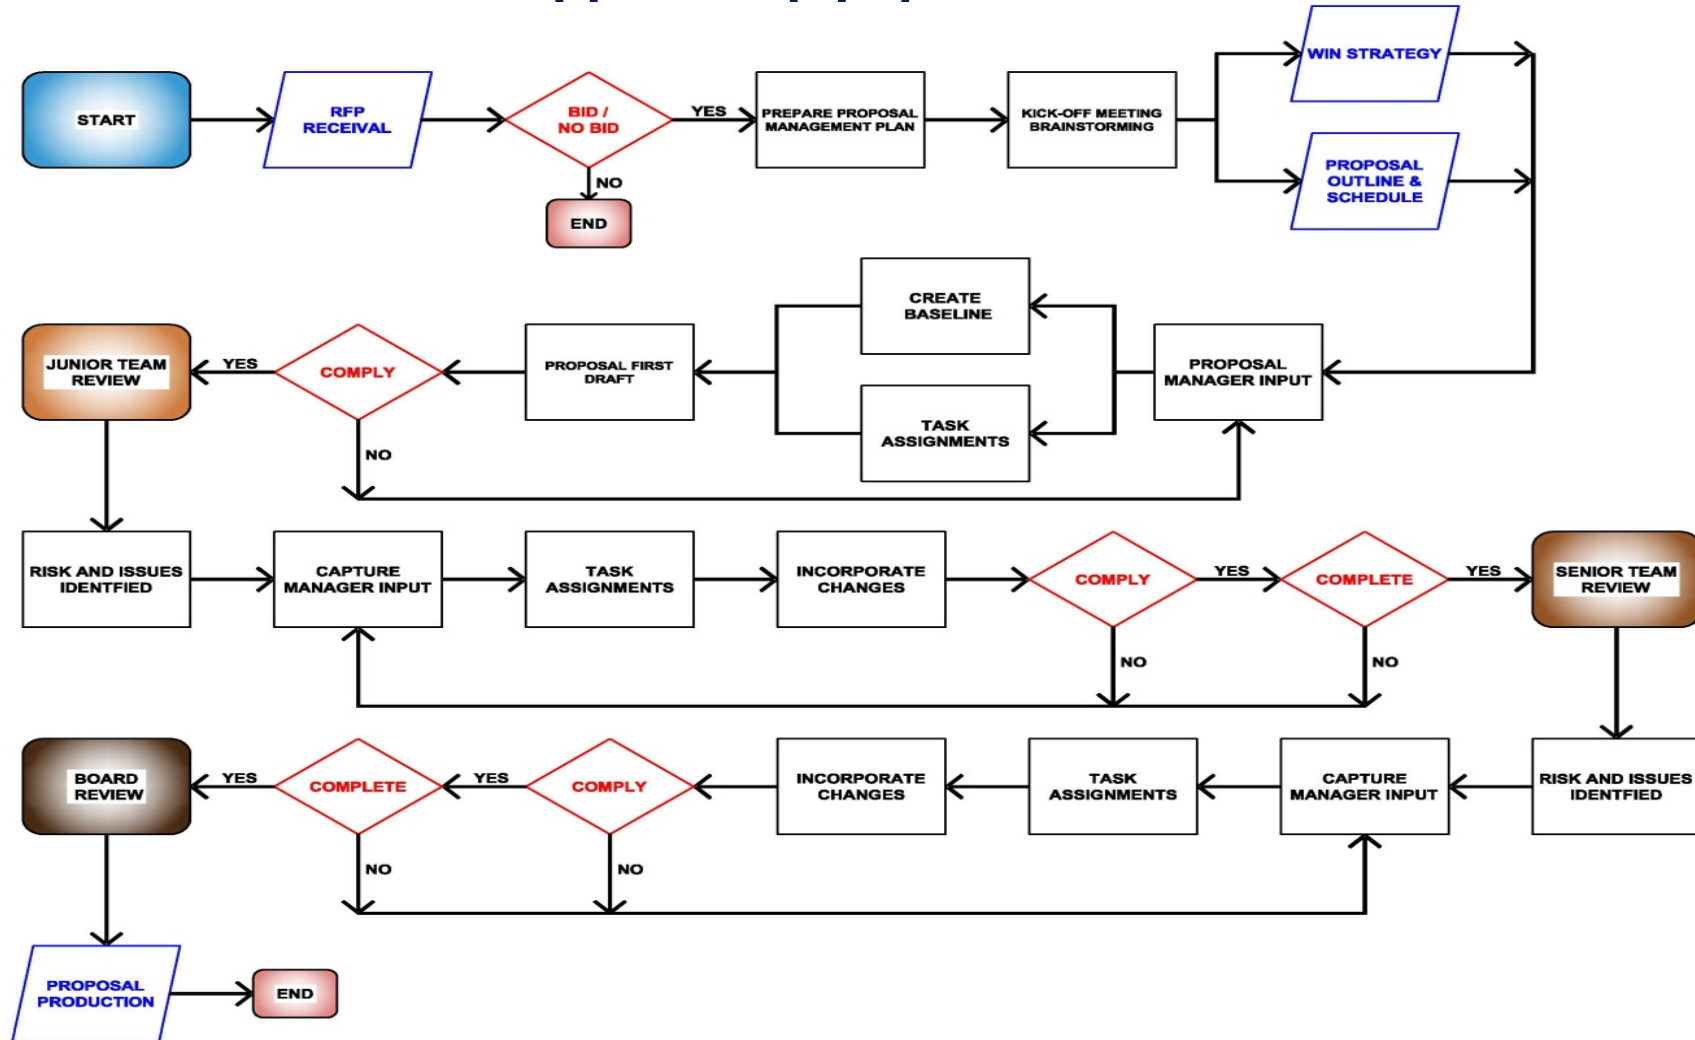 START
RFP
RECEIVAL
BID /
NO BID
YES
PREPARE PROPOSAL
MANAGEMENT PLAN
KICK-OFF MEETING
BRAINSTORMING
WIN STRATEGY
PROPOSAL
OUTLINE &
SCHEDULE
NO
END
JUNIOR TEAM
REVIEW
YES
COMPLY
PROPOSAL FIRST
DRAFT
CREATE
BASELINE
TASK
ASSIGNMENTS
PROPOSAL
MANAGER INPUT
NO
RISK AND ISSUES
IDENTFIED
CAPTURE
MANAGER INPUT
TASK
ASSIGNMENTS
INCORPORATE
CHANGES
COMPLY
YES
COMPLETE
YES
SENIOR TEAM
REVIEW
NO
NO
BOARD
REVIEW
YES
COMPLETE
YES
COMPLY
INCORPORATE
CHANGES
TASK
ASSIGNMENTS
CAPTURE
MANAGER INPUT
RISK AND ISSUES
IDENTFIED
NO
NO
PROPOSAL
PRODUCTION
END